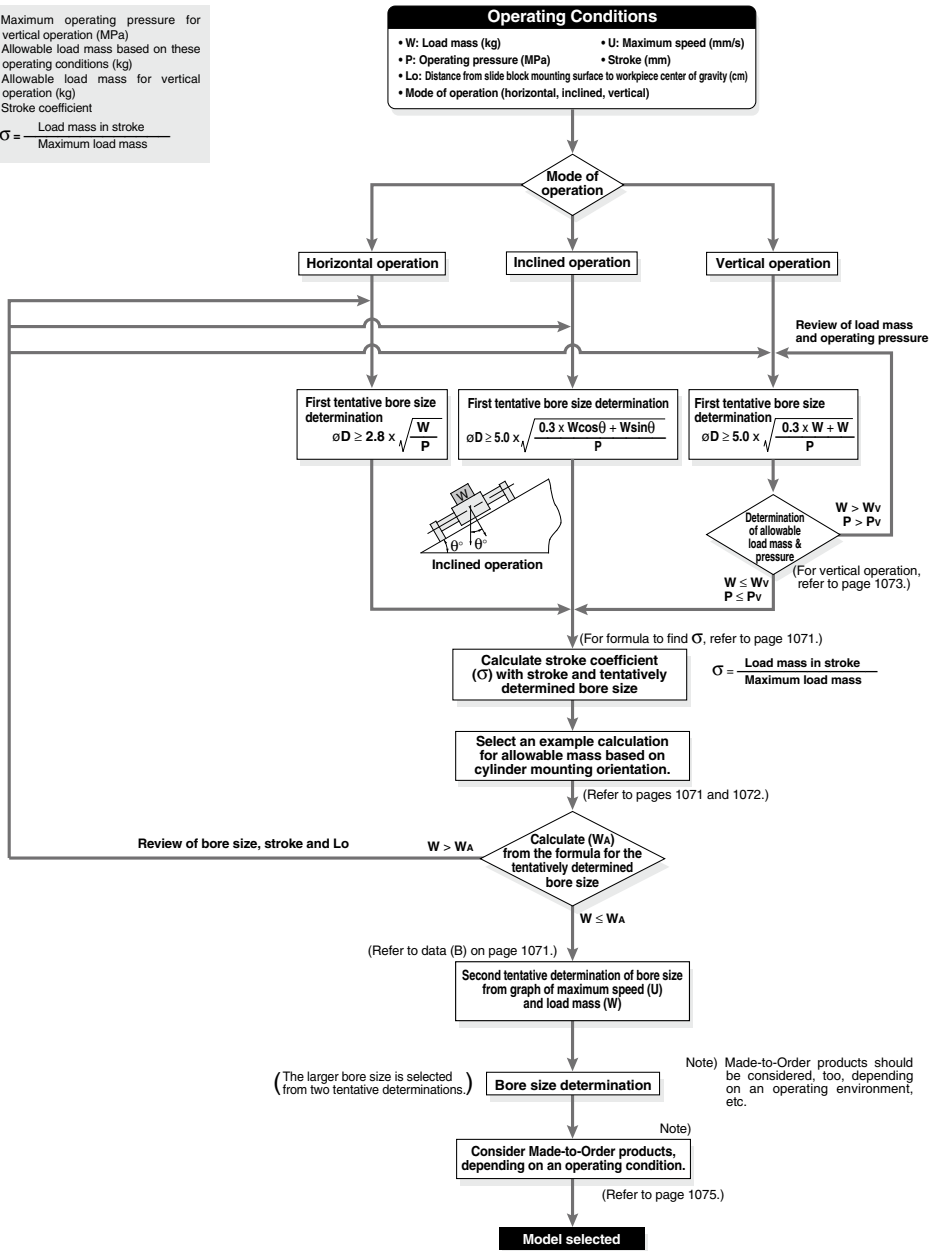 Maximum operating pressure for
vertical operation (MPa)
Allowable load mass based on these
operating conditions (kg)
Allowable load mass for vertical
operation (kg)
Stroke coefficient
σ = Load mass in stroke
Maximum load mass
Operating Conditions
• W: Load mass (kg)
• U: Maximum speed (mm/s)
• P: Operating pressure (MPa)
• Stroke (mm)
• Lo: Distance from slide block mounting surface to workpiece center of gravity (cm)
• Mode of operation (horizontal, inclined, vertical)
Mode of
operation
Horizontal operation
Inclined operation
Vertical operation
Review of load mass
and operating pressure
First tentative bore size
determination
øD ≥ 2.8 x √ W
P
First tentative bore size determination
øD ≥ 5.0 x √ 0.3 x Wcosθ + Wsinθ
P
First tentative bore size
determination
øD ≥ 5.0 x √ 0.3 x W + W
P
W
θ° θ°
Inclined operation
Determination
of allowable
load mass &
pressure
W > Wv
P > Pv
(For vertical operation,
refer to page 1073.)
W ≤ Wv
P ≤ Pv
(For formula to find σ, refer to page 1071.)
Calculate stroke coefficient
(σ) with stroke and tentatively
determined bore size
σ = Load mass in stroke
Maximum load mass
Select an example calculation
for allowable mass based on
cylinder mounting orientation.
(Refer to pages 1071 and 1072.)
Review of bore size, stroke and Lo
W > WA
Calculate (WA)
from the formula for the
tentatively determined
bore size
W ≤ WA
(Refer to data (B) on page 1071.)
Second tentative determination of bore size
from graph of maximum speed (U)
and load mass (W)
(The larger bore size is selected
from two tentative determinations.)
Bore size determination
Note) Made-to-Order products should
be considered, too, depending
on an operating environment,
etc.
Note)
Consider Made-to-Order products,
depending on an operating condition.
(Refer to page 1075.)
Model selected